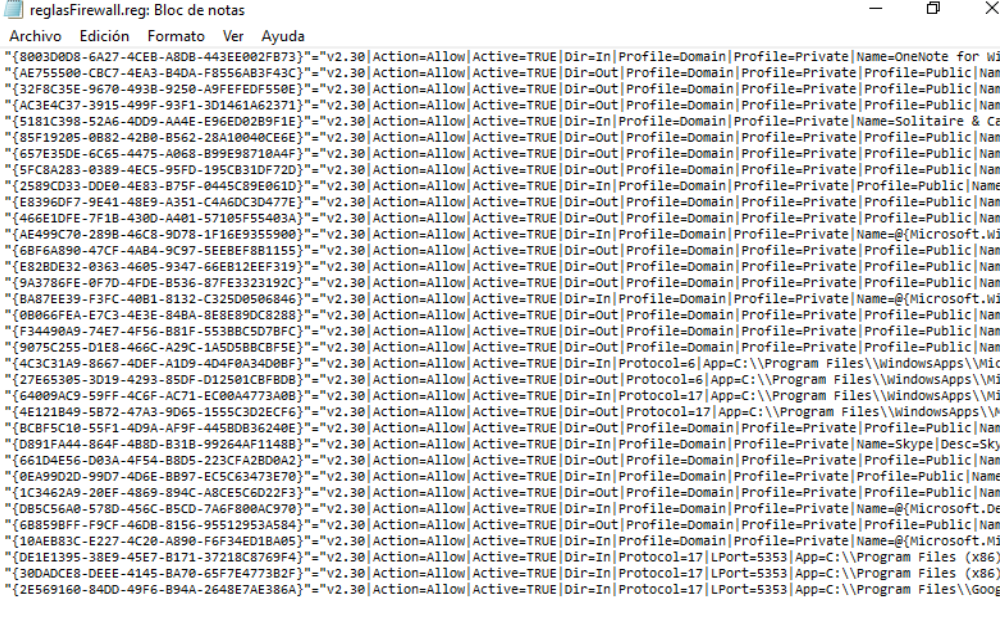 reglasFirewall.reg: Bloc de notas
Archivo Edición Formato Ver Ayuda
"{8003D0D8-6A27-4CEB-A8DB-443EE002FB73}"="v2.30|Action=Allow|Active=TRUE|Dir=In|Profile=Domain|Profile=Private|Name=OneNote for Wi
"{AE755500-CBC7-4EA3-B4DA-F8556AB3F43C}"="v2.30|Action=Allow|Active=TRUE|Dir=Out|Profile=Domain|Profile=Private|Profile=Public|Nam
"{32F8C35E-9670-493B-9250-A9FEFEDF550E}"="v2.30|Action=Allow|Active=TRUE|Dir=Out|Profile=Domain|Profile=Private|Profile=Public|Nam
"{AC3E4C37-3915-499F-93F1-3D1461A62371}"="v2.30|Action=Allow|Active=TRUE|Dir=Out|Profile=Domain|Profile=Private|Profile=Public|Nam
"{5181C398-52A6-4DD9-AA4E-E96ED02B9F1E}"="v2.30|Action=Allow|Active=TRUE|Dir=In|Profile=Domain|Profile=Private|Name=Solitaire & Ca
"{85F19205-0B82-42B0-B562-28A10040CE6E}"="v2.30|Action=Allow|Active=TRUE|Dir=Out|Profile=Domain|Profile=Private|Profile=Public|Nam
"{657E35DE-6C65-4475-A068-B99E98710A4F}"="v2.30|Action=Allow|Active=TRUE|Dir=Out|Profile=Domain|Profile=Private|Profile=Public|Nam
"{5FC8A283-0389-4EC5-95FD-195CB31DF72D}"="v2.30|Action=Allow|Active=TRUE|Dir=Out|Profile=Domain|Profile=Private|Profile=Public|Nam
"{2589CD33-DDE0-4E83-B75F-0445C89E061D}"="v2.30|Action=Allow|Active=TRUE|Dir=In|Profile=Domain|Profile=Private|Profile=Public|Name
"{E8396DF7-9E41-48E9-A351-C4A6DC3D477E}"="v2.30|Action=Allow|Active=TRUE|Dir=Out|Profile=Domain|Profile=Private|Profile=Public|Nam
"{466E1DFE-7F1B-430D-A401-57105F55403A}"="v2.30|Action=Allow|Active=TRUE|Dir=Out|Profile=Domain|Profile=Private|Profile=Public|Nam
"{AE499C70-289B-46C8-9D78-1F16E9355900}"="v2.30|Action=Allow|Active=TRUE|Dir=In|Profile=Domain|Profile=Private|Name=@{Microsoft.Wi
"{6BF6A890-47CF-4AB4-9C97-5EEBEF8B1155}"="v2.30|Action=Allow|Active=TRUE|Dir=Out|Profile=Domain|Profile=Private|Profile=Public|Nam
"{E82BDE32-0363-4605-9347-66EB12EEF319}"="v2.30|Action=Allow|Active=TRUE|Dir=Out|Profile=Domain|Profile=Private|Profile=Public|Nam
"{9A3786FE-0F7D-4FDE-B536-87FE3323192C}"="v2.30|Action=Allow|Active=TRUE|Dir=Out|Profile=Domain|Profile=Private|Profile=Public|Nam
"{BA87EE39-F3FC-40B1-8132-C325D0506846}"="v2.30|Action=Allow|Active=TRUE|Dir=In|Profile=Domain|Profile=Private|Name=@{Microsoft.Wi
"{0B066FEA-E7C3-4E3E-84BA-8E8E89DC8288}"="v2.30|Action=Allow|Active=TRUE|Dir=Out|Profile=Domain|Profile=Private|Profile=Public|Nam
"{F34490A9-74E7-4F56-B81F-553BBC5D7BFC}"="v2.30|Action=Allow|Active=TRUE|Dir=Out|Profile=Domain|Profile=Private|Profile=Public|Nam
"{9075C255-D1E8-466C-A29C-1A5D5BBCBF5E}"="v2.30|Action=Allow|Active=TRUE|Dir=Out|Profile=Domain|Profile=Private|Profile=Public|Nam
"{4C3C31A9-8667-4DEF-A1D9-4D4F0A34D0BF}"="v2.30|Action=Allow|Active=TRUE|Dir=In|Protocol=6|App=C:\\Program Files\\WindowsApps\\Mic
"{27E65305-3D19-4293-85DF-D12501CBFBDB}"="v2.30|Action=Allow|Active=TRUE|Dir=Out|Protocol=6|App=C:\\Program Files\\WindowsApps\\Mi
"{64009AC9-59FF-4C6F-AC71-EC00A4773A0B}"="v2.30|Action=Allow|Active=TRUE|Dir=In|Protocol=17|App=C:\\Program Files\\WindowsApps\\Mi
"{4E121B49-5B72-47A3-9D65-1555C3D2ECF6}"="v2.30|Action=Allow|Active=TRUE|Dir=Out|Protocol=17|App=C:\\Program Files\\WindowsApps\\M
"{BCBF5C10-55F1-4D9A-AF9F-445BDB36240E}"="v2.30|Action=Allow|Active=TRUE|Dir=Out|Profile=Domain|Profile=Private|Profile=Public|Nam
"{D891FA44-864F-4B8D-B31B-99264AF1148B}"="v2.30|Action=Allow|Active=TRUE|Dir=In|Profile=Domain|Profile=Private|Name=Skype|Desc=Sky
"{661D4E56-D03A-4F54-B8D5-223CFA2BD0A2}"="v2.30|Action=Allow|Active=TRUE|Dir=Out|Profile=Domain|Profile=Private|Profile=Public|Nam
"{0EA99D2D-99D7-4D6E-BB97-EC5C63473E70}"="v2.30|Action=Allow|Active=TRUE|Dir=In|Profile=Domain|Profile=Private|Profile=Public|Name
"{1C3462A9-20EF-4869-894C-A8CE5C6D22F3}"="v2.30|Action=Allow|Active=TRUE|Dir=Out|Profile=Domain|Profile=Private|Profile=Public|Nam
"{DB5C56A0-578D-456C-B5CD-7A6F800AC970}"="v2.30|Action=Allow|Active=TRUE|Dir=In|Profile=Domain|Profile=Private|Name=@{Microsoft.De
"{6B859BFF-F9CF-46DB-8156-95512953A584}"="v2.30|Action=Allow|Active=TRUE|Dir=Out|Profile=Domain|Profile=Private|Profile=Public|Nam
"{10AEB83C-E227-4C20-A890-F6F34ED1BA05}"="v2.30|Action=Allow|Active=TRUE|Dir=In|Profile=Domain|Profile=Private|Name=@{Microsoft.Mi
"{DE1E1395-38E9-45E7-B171-37218C8769F4}"="v2.30|Action=Allow|Active=TRUE|Dir=In|Protocol=17|LPort=5353|App=C:\\Program Files (x86)
"{30DADCE8-DEEE-4145-BA70-65F7E4773B2F}"="v2.30|Action=Allow|Active=TRUE|Dir=In|Protocol=17|LPort=5353|App=C:\\Program Files (x86)
"{2E569160-84DD-49F6-B94A-2648E7AE386A}"="v2.30|Action=Allow|Active=TRUE|Dir=In|Protocol=17|LPort=5353|App=C:\\Program Files\\Goog